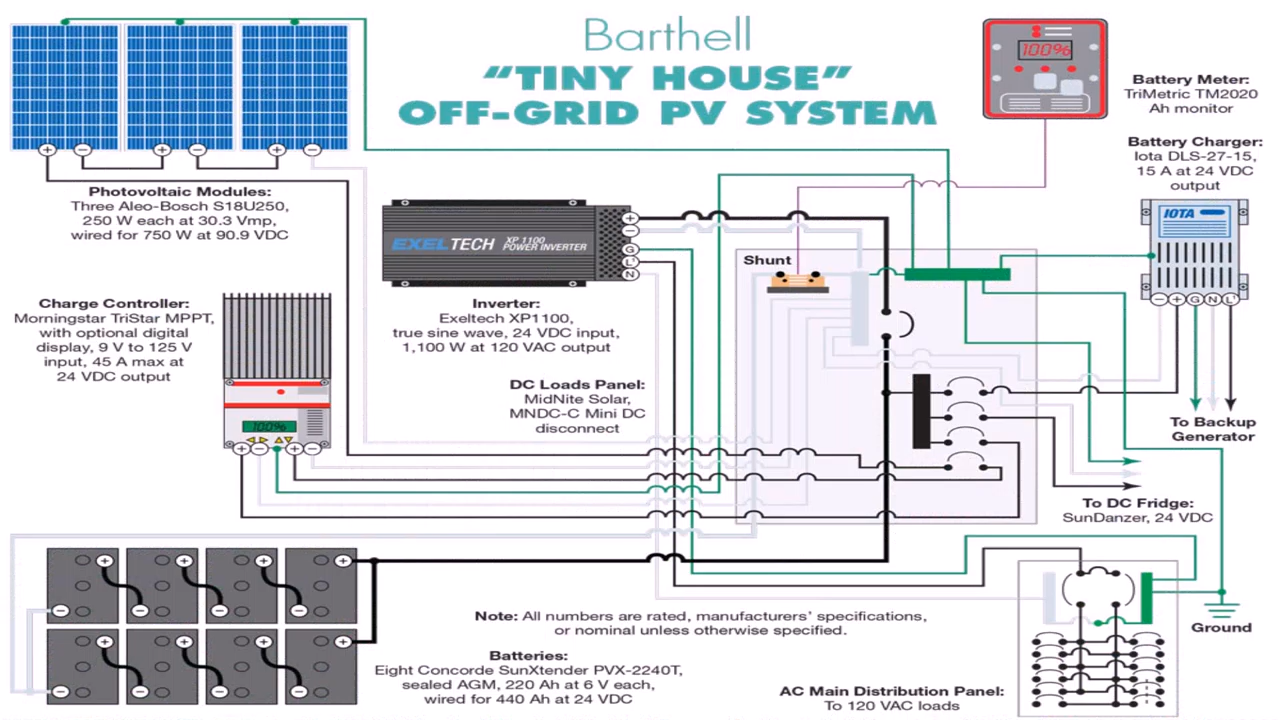 Barthell
"TINY HOUSE"
OFF-GRID PV SYSTEM
100%
Battery Meter:
TriMetric TM2020
Ah monitor
Battery Charger:
Iota DLS-27-15,
15 A at 24 VDC
output
IOTA
+ − + − + −
Photovoltaic Modules:
Three Aleo-Bosch S18U250,
250 W each at 30.3 Vmp,
wired for 750 W at 90.9 VDC
EXELTECH XP 1100
POWER INVERTER
+
−
G
L¹
N
Inverter:
Exeltech XP1100,
true sine wave, 24 VDC input,
1,100 W at 120 VAC output
Shunt
− + G N L¹
Charge Controller:
Morningstar TriStar MPPT,
with optional digital
display, 9 V to 125 V
input, 45 A max at
24 VDC output
100%
+ − + −
DC Loads Panel:
MidNite Solar,
MNDC-C Mini DC
disconnect
To Backup
Generator
To DC Fridge:
SunDanzer, 24 VDC
+ + + +
− − − −
+ + + +
− − − −
Note: All numbers are rated, manufacturers' specifications,
or nominal unless otherwise specified.
Ground
Batteries:
Eight Concorde SunXtender PVX-2240T,
sealed AGM, 220 Ah at 6 V each,
wired for 440 Ah at 24 VDC
AC Main Distribution Panel:
To 120 VAC loads